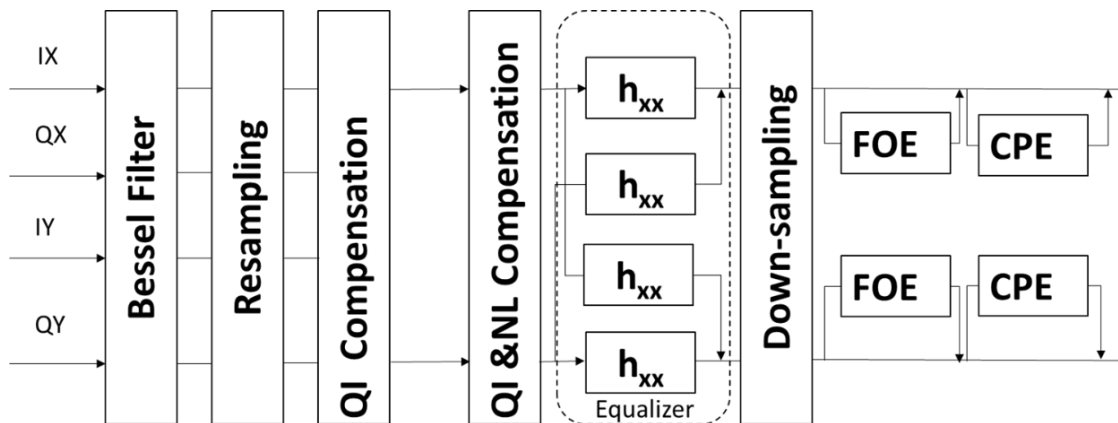 IX
QX
IY
QY
Bessel Filter
Resampling
QI Compensation
QI &NL Compensation
hxx
hxx
hxx
hxx
Equalizer
Down-sampling
FOE
CPE
FOE
CPE